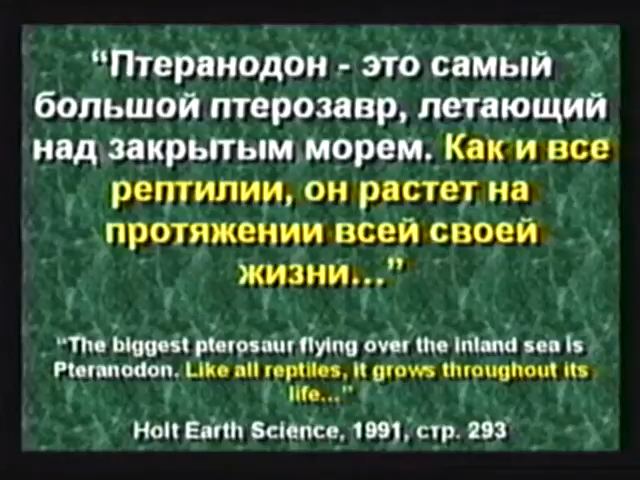 “Птеранодон - это самый
большой птерозавр, летающий
над закрытым морем. Как и все
рептилии, он растет на
протяжении всей своей
жизни…”
“The biggest pterosaur flying over the inland sea is
Pteranodon. Like all reptiles, it grows throughout its
life…”
Holt Earth Science, 1991, стр. 293